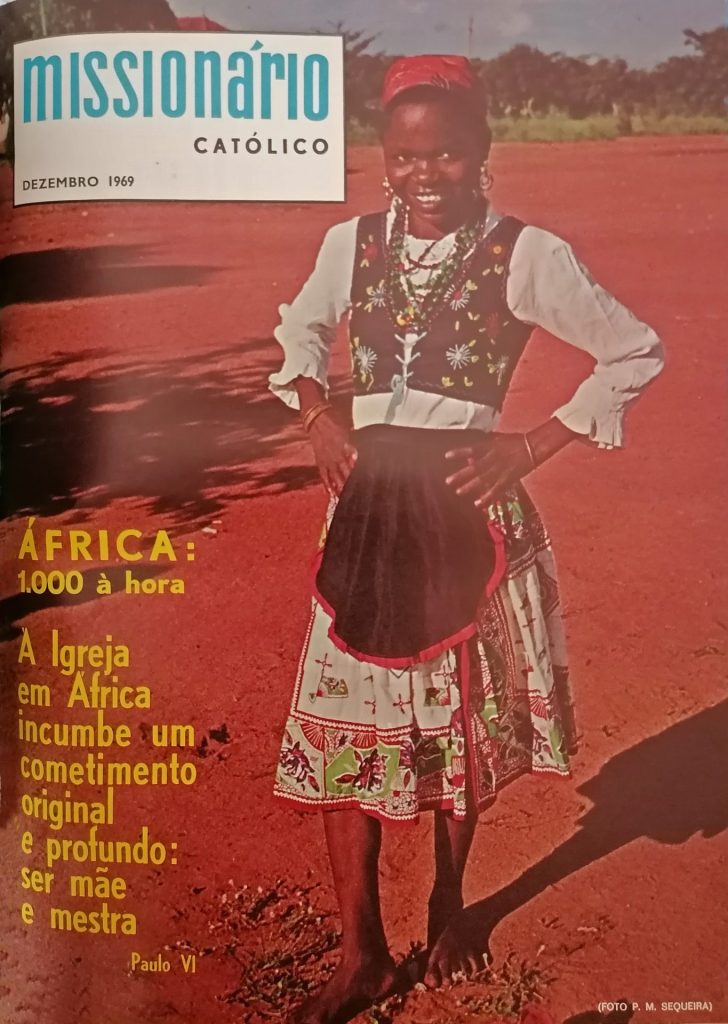 missionário
CATÓLICO
DEZEMBRO 1969
ÁFRICA:
1.000 à hora
A Igreja
em África
incumbe um
cometimento
original
e profundo:
ser mãe
e mestra
Paulo VI
(FOTO P. M. SEQUEIRA)